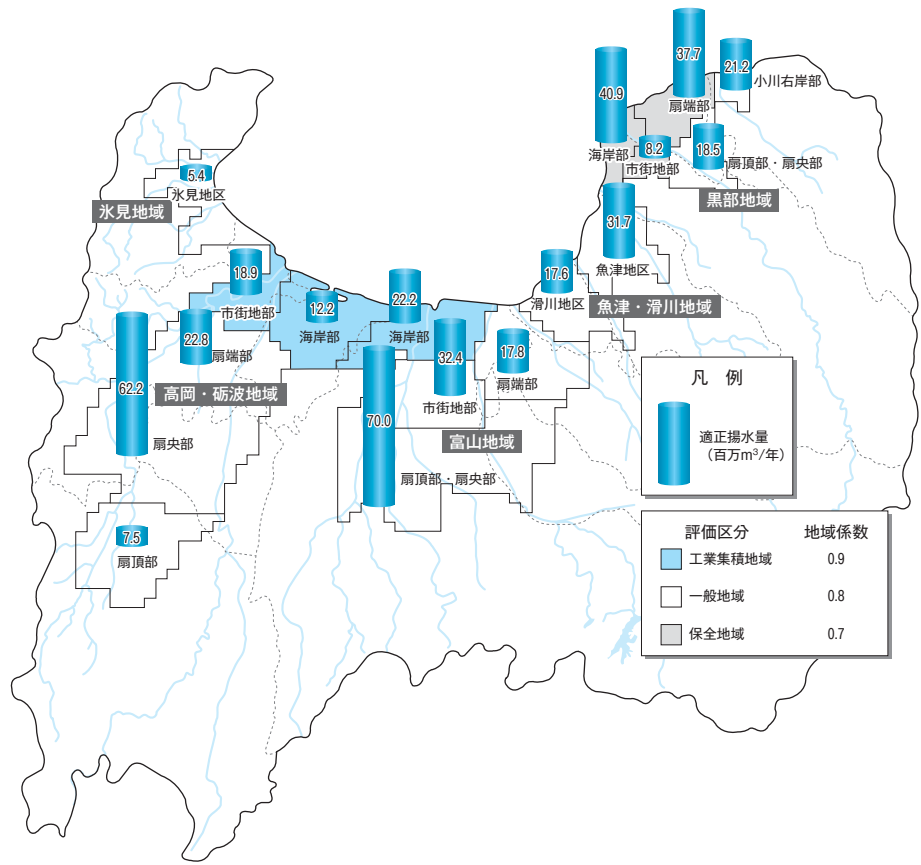 37.7
扇端部
21.2
小川右岸部
40.9
海岸部
8.2
市街地部
18.5
扇頂部・扇央部
黒部地域
5.4
氷見地区
氷見地域
31.7
魚津地区
17.6
滑川地区
魚津・滑川地域
18.9
市街地部
12.2
海岸部
22.2
海岸部
22.8
扇端部
62.2
扇央部
高岡・砺波地域
7.5
扇頂部
32.4
市街地部
17.8
扇端部
70.0
扇頂部・扇央部
富山地域
凡 例
適正揚水量
(百万m³/年)
評価区分 地域係数
工業集積地域 0.9
一般地域 0.8
保全地域 0.7